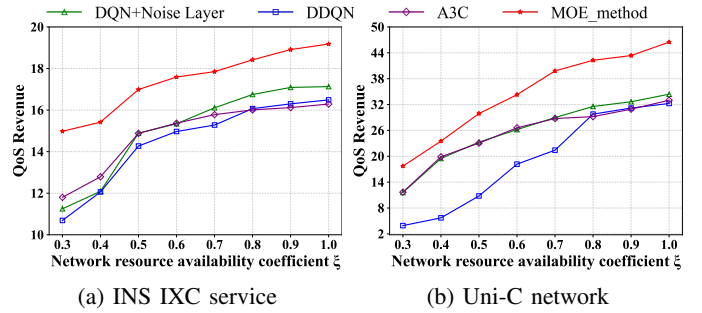 DQN+Noise Layer DDQN A3C MOE_method
QoS Revenue
20
18
16
14
12
10
0.3 0.4 0.5 0.6 0.7 0.8 0.9 1.0
Network resource availability coefficient ξ
(a) INS IXC service
QoS Revenue
50
44
38
32
26
20
14
8
2
0.3 0.4 0.5 0.6 0.7 0.8 0.9 1.0
Network resource availability coefficient ξ
(b) Uni-C network